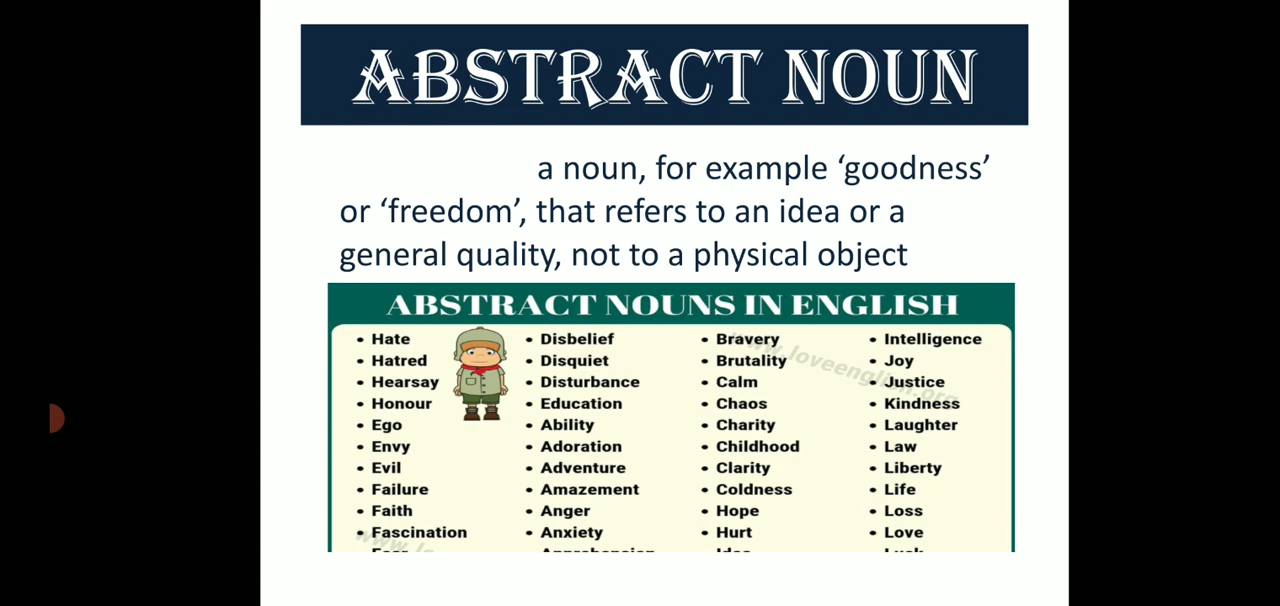 ABSTRACT NOUN
a noun, for example ‘goodness’
or ‘freedom’, that refers to an idea or a
general quality, not to a physical object
ABSTRACT NOUNS IN ENGLISH
• Hate
• Hatred
• Hearsay
• Honour
• Ego
• Envy
• Evil
• Failure
• Faith
• Fascination
• Disbelief
• Disquiet
• Disturbance
• Education
• Ability
• Adoration
• Adventure
• Amazement
• Anger
• Anxiety
• Bravery
• Brutality
• Calm
• Chaos
• Charity
• Childhood
• Clarity
• Coldness
• Hope
• Hurt
• Intelligence
• Joy
• Justice
• Kindness
• Laughter
• Law
• Liberty
• Life
• Loss
• Love
www.loveenglish.org